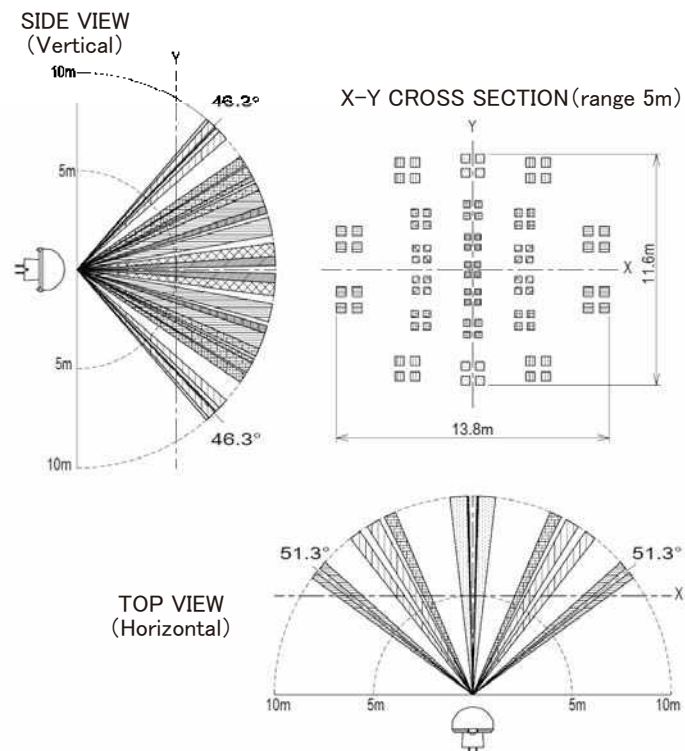 SIDE VIEW
(Vertical)
Y
10m
46.3°
5m
5m
46.3°
10m
X-Y CROSS SECTION(range 5m)
Y
X
11.6m
13.8m
51.3°
51.3°
TOP VIEW
(Horizontal)
X
10m 5m 5m 10m